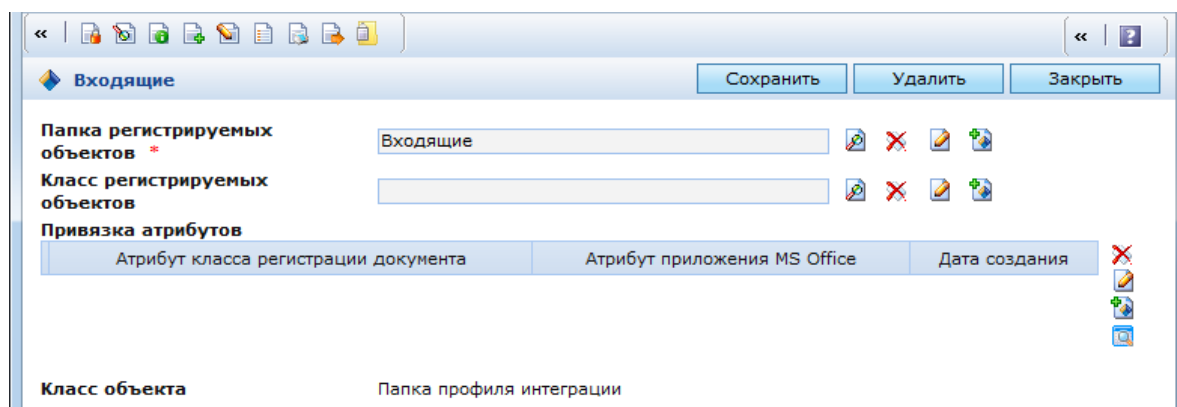 «
«
?
Входящие
Сохранить
Удалить
Закрыть
Папка регистрируемых
объектов *
Входящие
Класс регистрируемых
объектов
Привязка атрибутов
Атрибут класса регистрации документа
Атрибут приложения MS Office
Дата создания
Класс объекта
Папка профиля интеграции